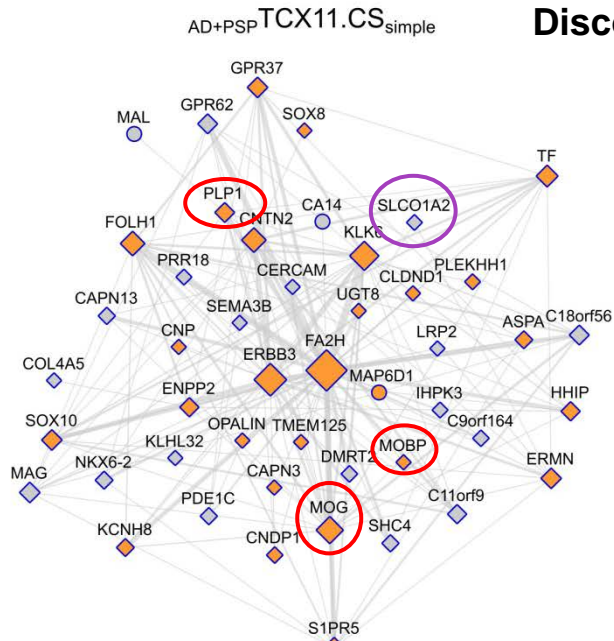 AD+PSPTCX11.CSsimple
Disco
GPR37
GPR62
MAL
SOX8
TF
PLP1
SLCO1A2
CA14
FOLH1
CNTN2
KLK6
PRR18
CERCAM
CLDND1
PLEKHH1
UGT8
CAPN13
SEMA3B
C18orf56
CNP
FA2H
LRP2
ASPA
COL4A5
ERBB3
MAP6D1
ENPP2
IHPK3
HHIP
SOX10
OPALIN
TMEM125
C9orf164
KLHL32
MOBP
MAG
NKX6-2
CAPN3
DMRT2
ERMN
PDE1C
MOG
C11orf9
KCNH8
CNDP1
SHC4
S1PR5